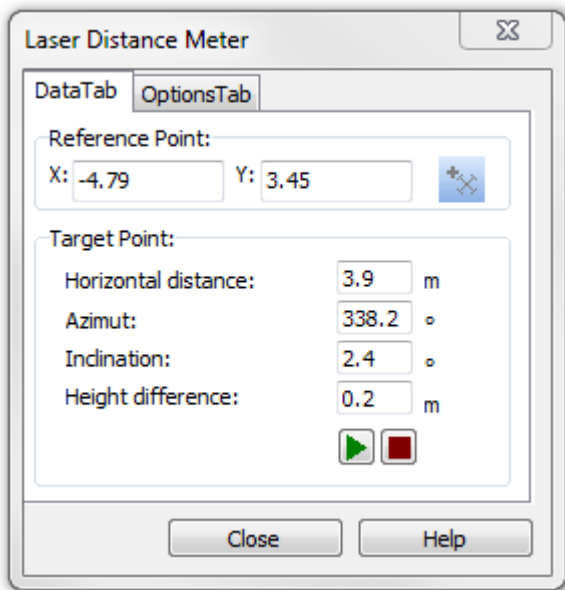 Laser Distance Meter
DataTab OptionsTab
Reference Point:
X: -4.79 Y: 3.45
Target Point:
Horizontal distance: 3.9 m
Azimut: 338.2 °
Inclination: 2.4 °
Height difference: 0.2 m
Close Help